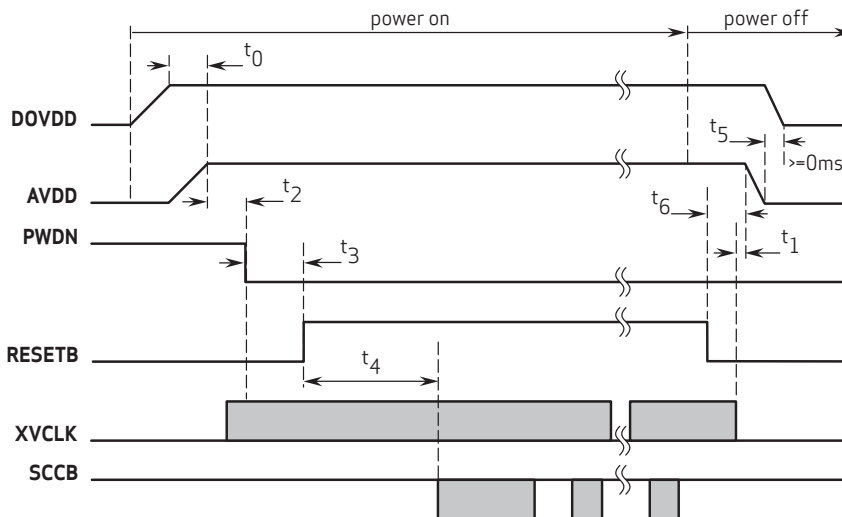 power on
power off
t0
DOVDD
t5
>=0ms
AVDD
t2
t6
PWDN
t3
t1
RESETB
t4
XVCLK
SCCB